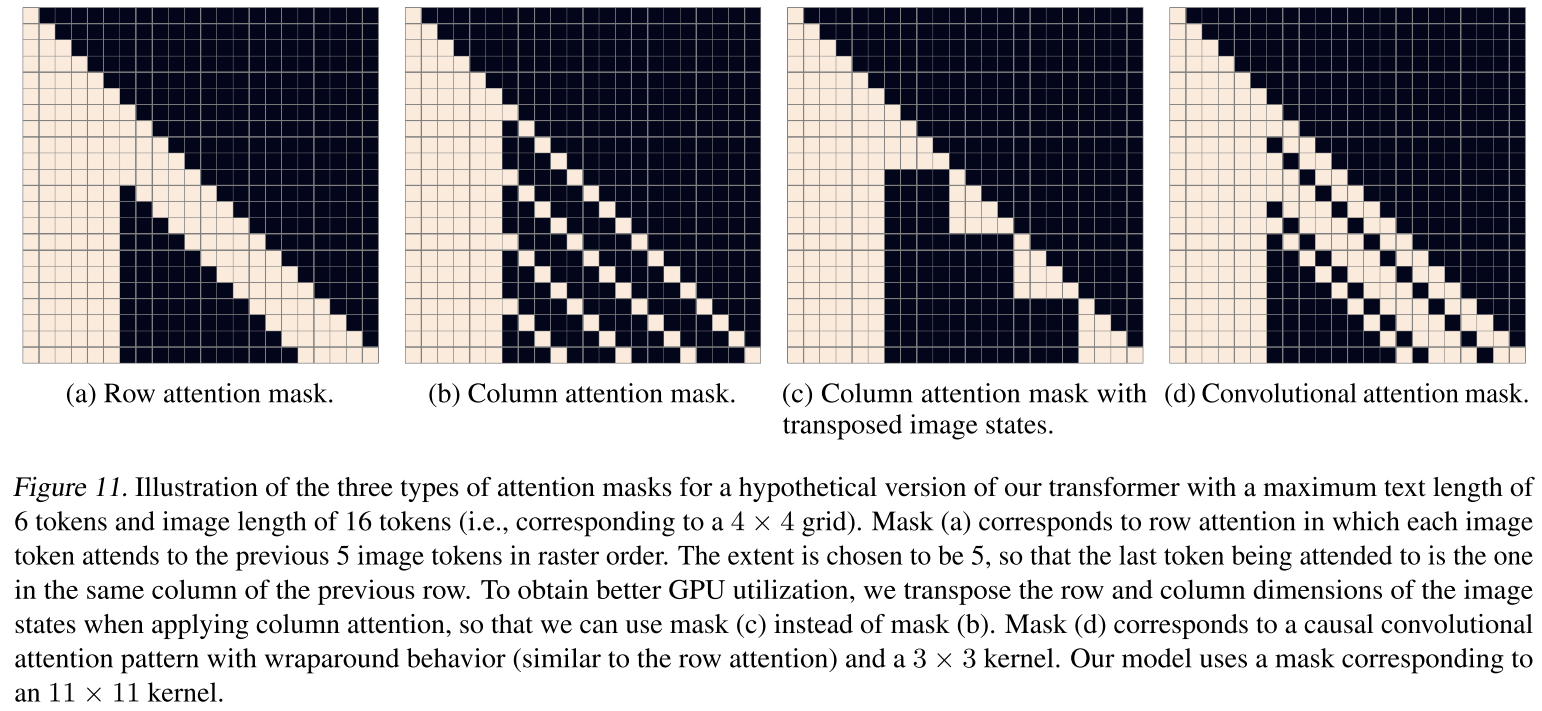 (a) Row attention mask.
(b) Column attention mask.
(c) Column attention mask with
transposed image states.
(d) Convolutional attention mask.
Figure 11. Illustration of the three types of attention masks for a hypothetical version of our transformer with a maximum text length of
6 tokens and image length of 16 tokens (i.e., corresponding to a 4 × 4 grid). Mask (a) corresponds to row attention in which each image
token attends to the previous 5 image tokens in raster order. The extent is chosen to be 5, so that the last token being attended to is the one
in the same column of the previous row. To obtain better GPU utilization, we transpose the row and column dimensions of the image
states when applying column attention, so that we can use mask (c) instead of mask (b). Mask (d) corresponds to a causal convolutional
attention pattern with wraparound behavior (similar to the row attention) and a 3 × 3 kernel. Our model uses a mask corresponding to
an 11 × 11 kernel.